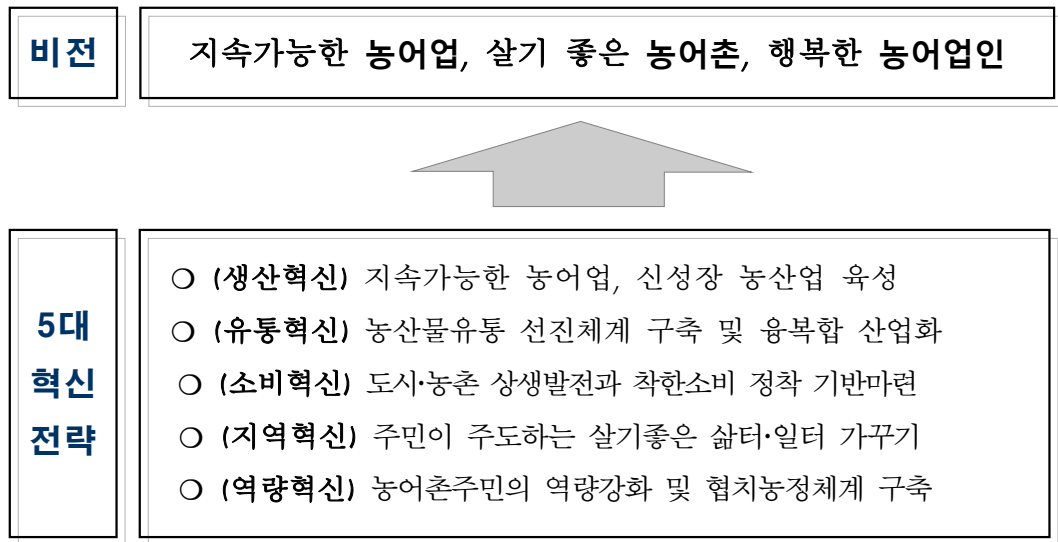 비전
지속가능한 농어업, 살기 좋은 농어촌, 행복한 농어업인
5대
혁신
전략
❍ (생산혁신) 지속가능한 농어업, 신성장 농산업 육성
❍ (유통혁신) 농산물유통 선진체계 구축 및 융복합 산업화
❍ (소비혁신) 도시·농촌 상생발전과 착한소비 정착 기반마련
❍ (지역혁신) 주민이 주도하는 살기좋은 삶터·일터 가꾸기
❍ (역량혁신) 농어촌주민의 역량강화 및 협치농정체계 구축